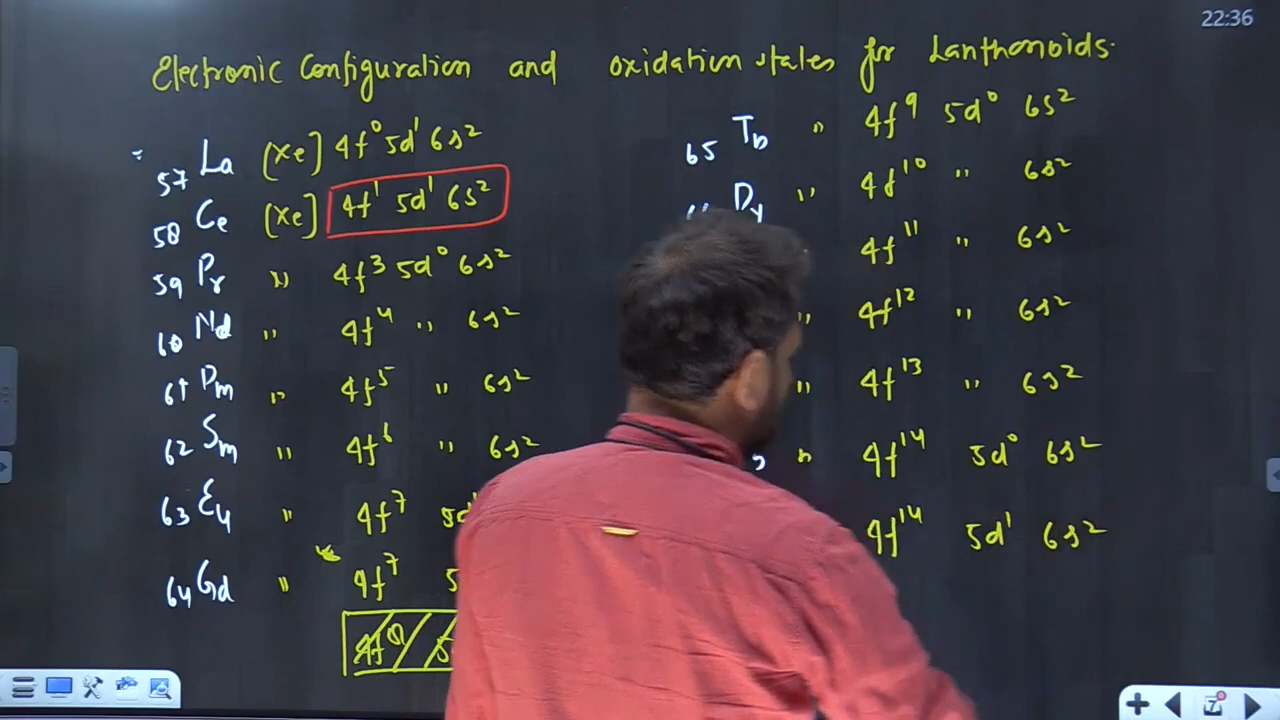 22:36
Electronic Configuration and oxidation states for Lanthonoids.
57 La [Xe] 4f⁰ 5d¹ 6s²
58 Ce [Xe] 4f¹ 5d¹ 6s²
59 Pr " 4f³ 5d⁰ 6s²
60 Nd " 4f⁴ " 6s²
61 Pm " 4f⁵ " 6s²
62 Sm " 4f⁶ " 6s²
63 Eu " 4f⁷
64 Gd " 4f⁷
65 Tb " 4f⁹ 5d⁰ 6s²
Dy " 4f¹⁰ " 6s²
4f¹¹ " 6s²
" 4f¹² " 6s²
" 4f¹³ " 6s²
" 4f¹⁴ 5d⁰ 6s²
4f¹⁴ 5d¹ 6s²